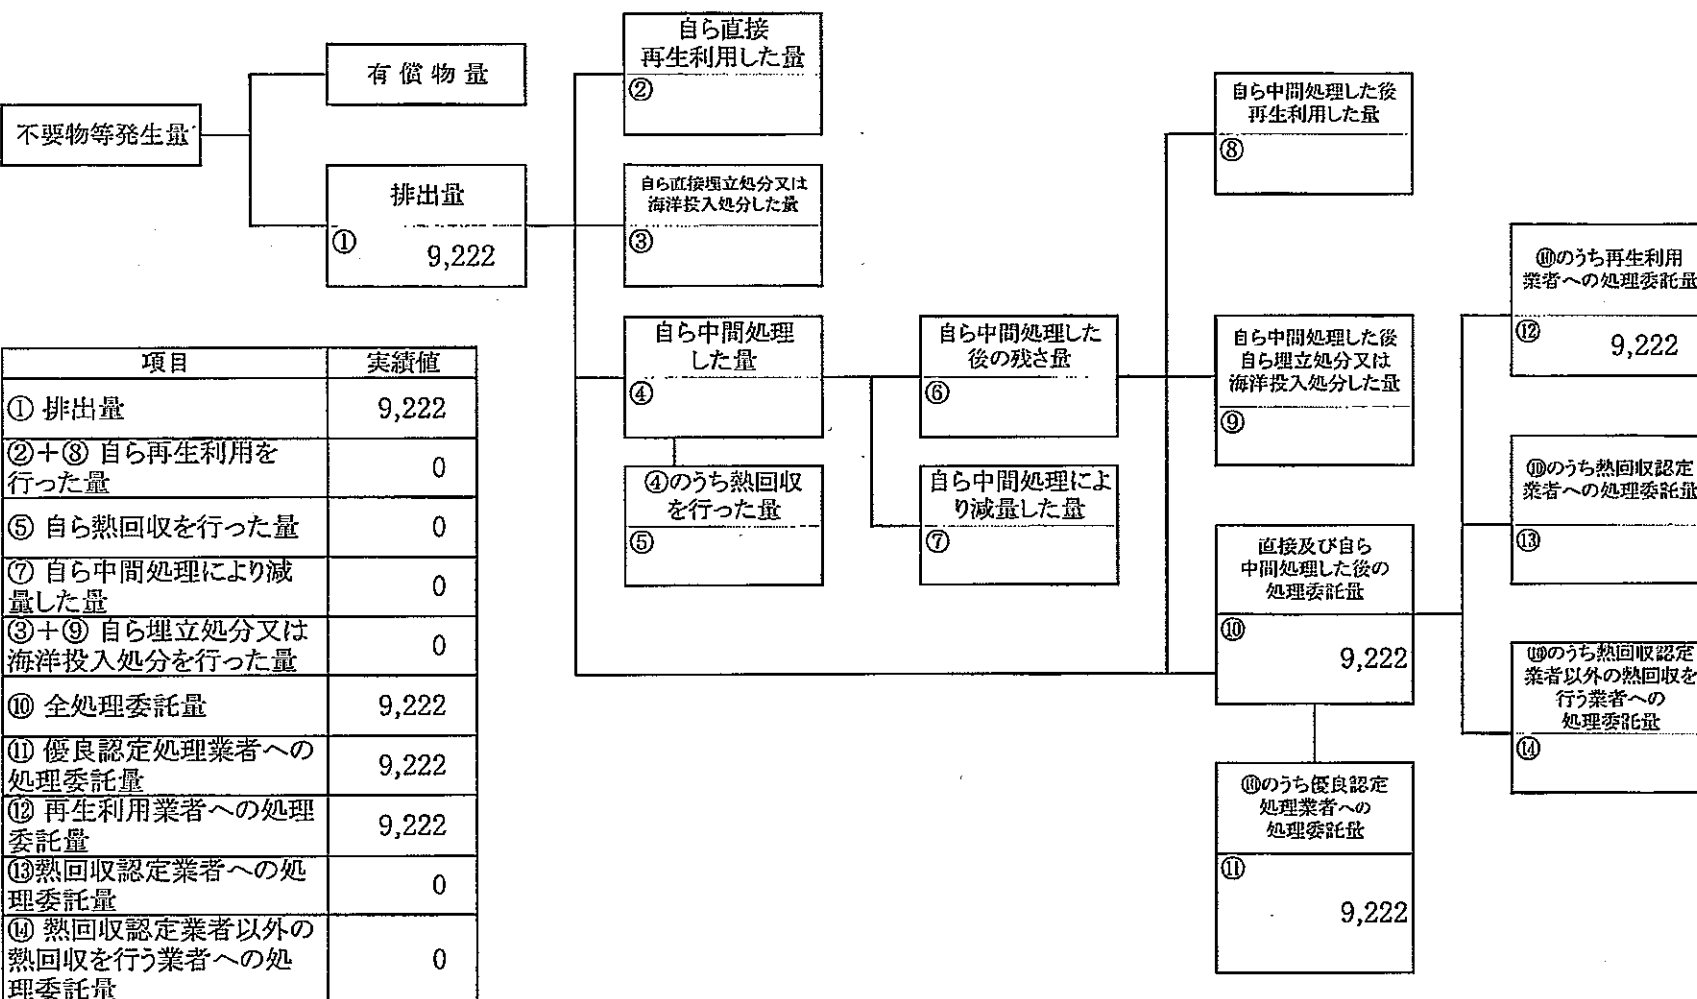 自ら直接
再生利用した量
②
有償物量
不要物等発生量
排出量
①
9,222
自ら直接埋立処分又は
海洋投入処分した量
③
自ら中間処理した後
再生利用した量
⑧
⑩のうち再生利用
業者への処理委託量
⑫
9,222
自ら中間処理
した量
④
自ら中間処理した
後の残さ量
⑥
自ら中間処理した後
自ら埋立処分又は
海洋投入処分した量
⑨
④のうち熱回収
を行った量
⑤
自ら中間処理によ
り減量した量
⑦
⑩のうち熱回収認定
業者への処理委託量
⑬
直接及び自ら
中間処理した後の
処理委託量
⑩
9,222
⑩のうち熱回収認定
業者以外の熱回収を
行う業者への
処理委託量
⑭
⑩のうち優良認定
処理業者への
処理委託量
⑪
9,222
項目 実績値
① 排出量 9,222
②+⑧ 自ら再生利用を
行った量 0
⑤ 自ら熱回収を行った量 0
⑦ 自ら中間処理により減
量した量 0
③+⑨ 自ら埋立処分又は
海洋投入処分を行った量 0
⑩ 全処理委託量 9,222
⑪ 優良認定処理業者への
処理委託量 9,222
⑫ 再生利用業者への処理
委託量 9,222
⑬熱回収認定業者への処
理委託量 0
⑭ 熱回収認定業者以外の
熱回収を行う業者への処
理委託量 0